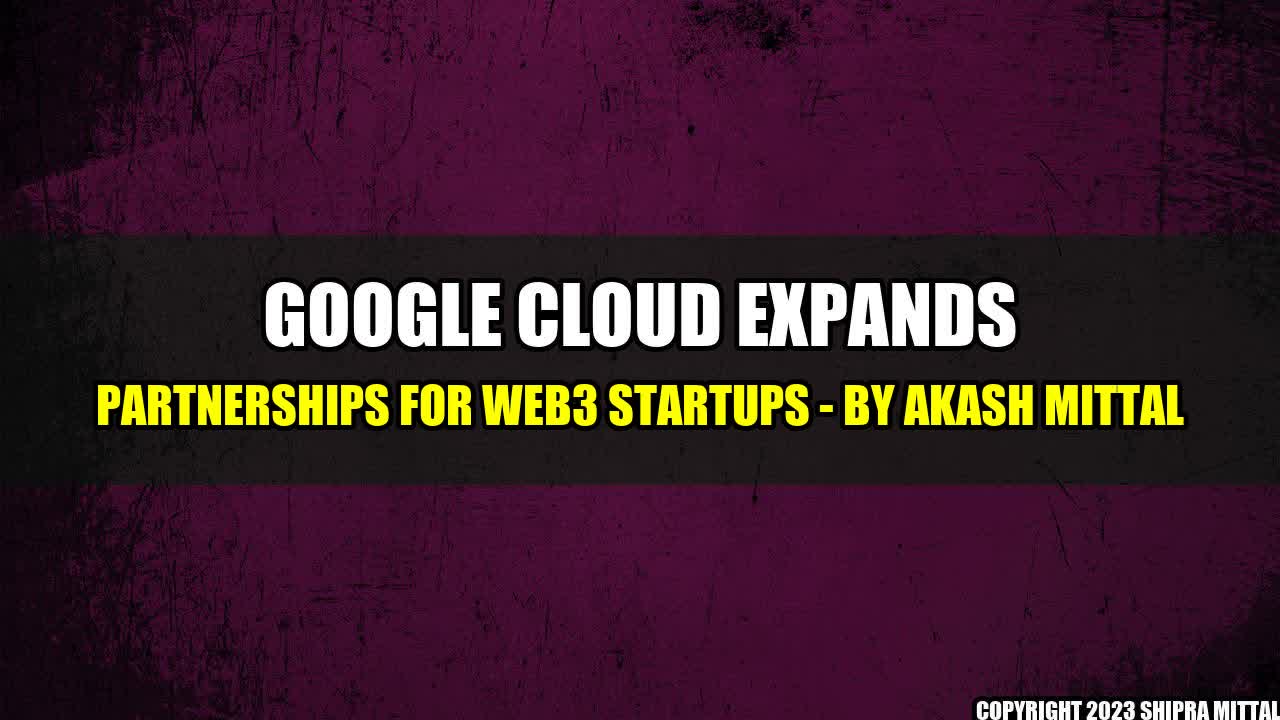 GOOGLE CLOUD EXPANDS
PARTNERSHIPS FOR WEB3 STARTUPS - BY AKASH MITTAL
COPYRIGHT 2023 SHIPRA MITTAL